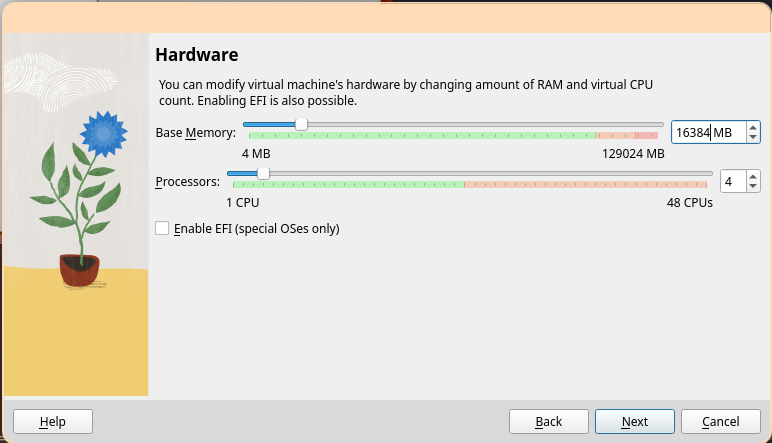 Hardware
You can modify virtual machine's hardware by changing amount of RAM and virtual CPU
count. Enabling EFI is also possible.
Base Memory: 16384 MB
4 MB 129024 MB
Processors: 4
1 CPU 48 CPUs
Enable EFI (special OSes only)
Help Back Next Cancel